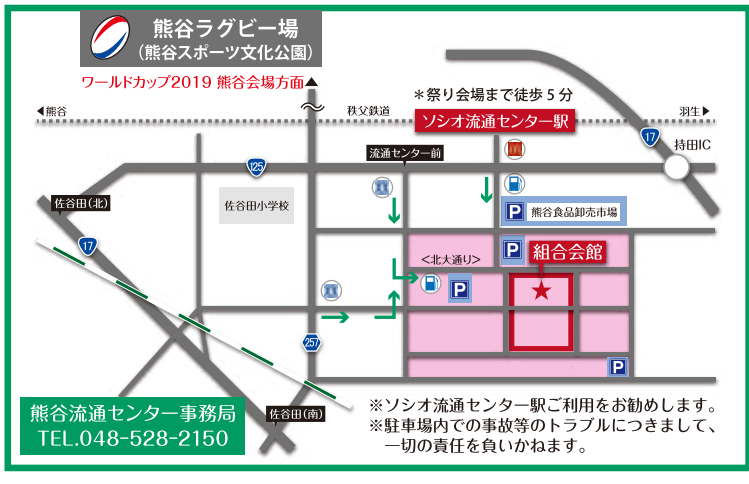 熊谷ラグビー場
(熊谷スポーツ文化公園)
ワールドカップ2019 熊谷会場方面▲
＊祭り会場まで徒歩5分
◀熊谷
秩父鉄道
羽生▶
ソシオ流通センター駅
17
持田IC
流通センター前
125
佐谷田小学校
佐谷田(北)
P 熊谷食品卸売市場
17
P
組合会館
＜北大通り＞
P
★
257
P
佐谷田(南)
熊谷流通センター事務局
TEL.048-528-2150
※ソシオ流通センター駅ご利用をお勧めします。
※駐車場内での事故等のトラブルにつきまして、
一切の責任を負いかねます。